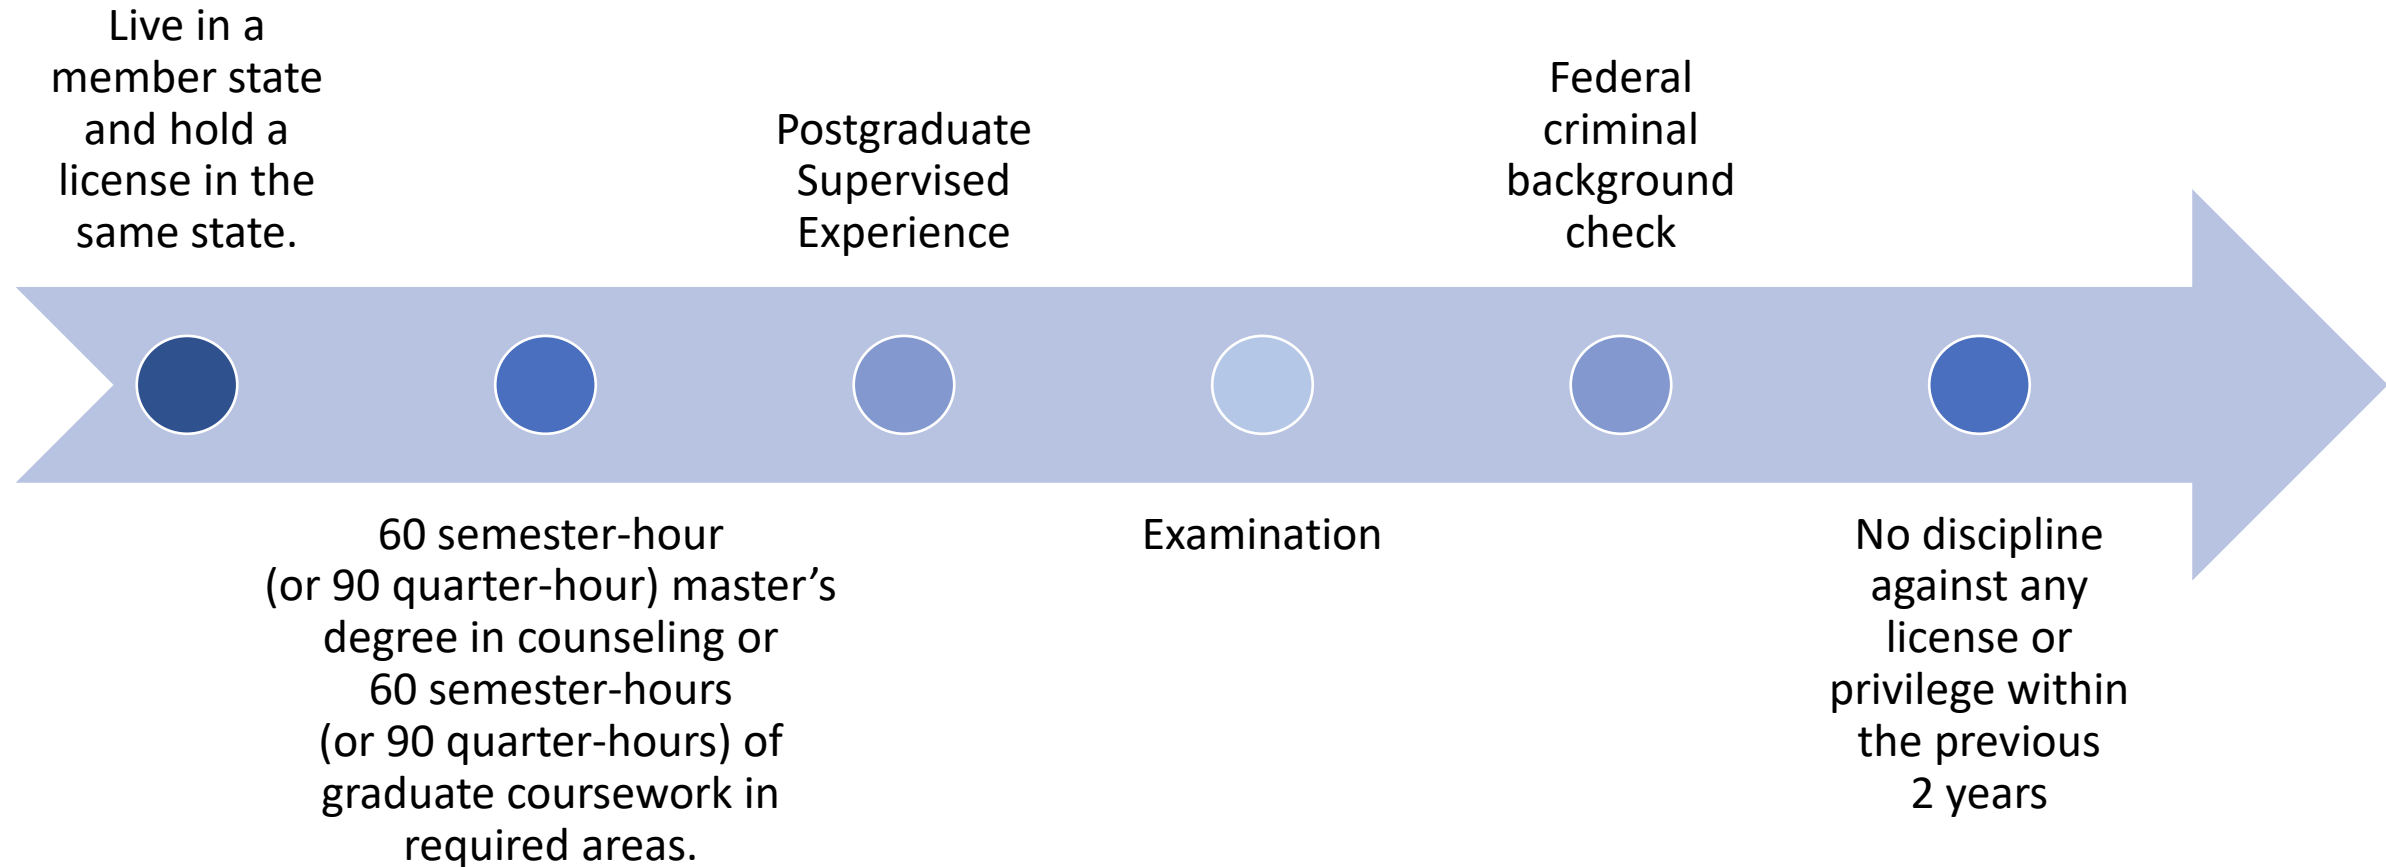 Live in a
member state
and hold a
license in the
same state.
60 semester-hour
(or 90 quarter-hour) master’s
degree in counseling or
60 semester-hours
(or 90 quarter-hours) of
graduate coursework in
required areas.
Postgraduate
Supervised
Experience
Examination
Federal
criminal
background
check
No discipline
against any
license or
privilege within
the previous
2 years